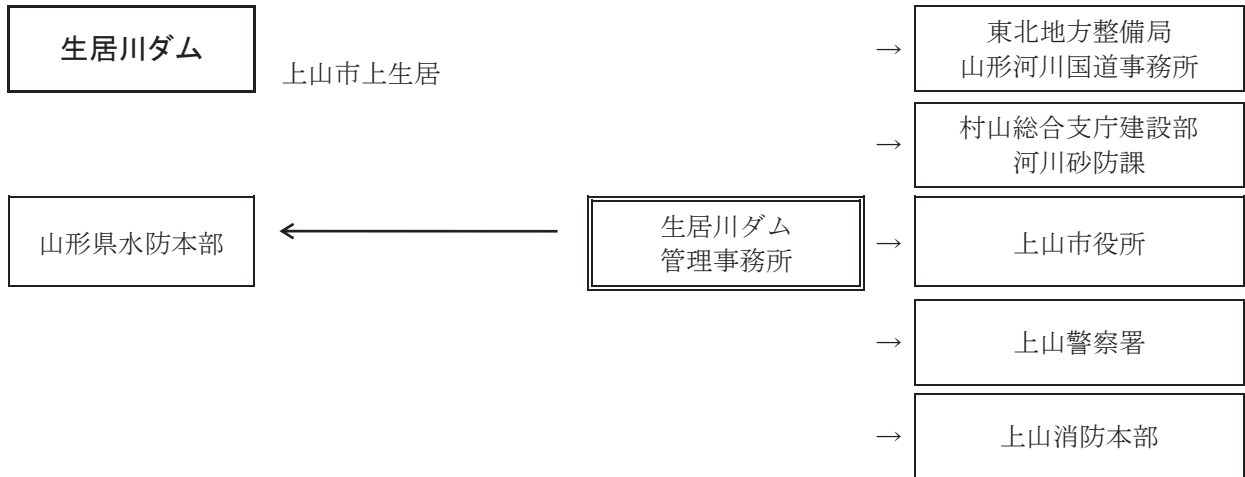 生居川ダム
上山市上生居
→
東北地方整備局
山形河川国道事務所
→
村山総合支庁建設部
河川砂防課
山形県水防本部
生居川ダム
管理事務所
→
上山市役所
→
上山警察署
→
上山消防本部